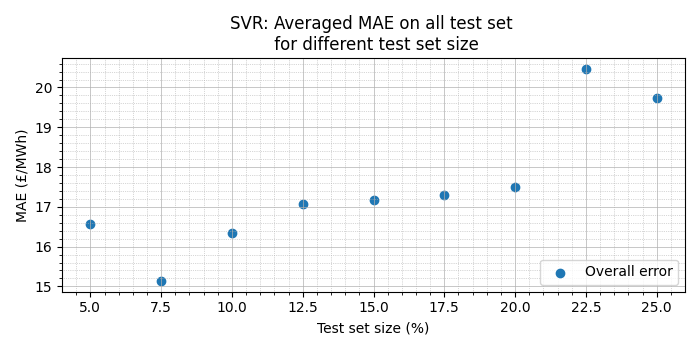 SVR: Averaged MAE on all test set
for different test set size
MAE (£/MWh)
20
19
18
17
16
15
Overall error
5.0 7.5 10.0 12.5 15.0 17.5 20.0 22.5 25.0
Test set size (%)